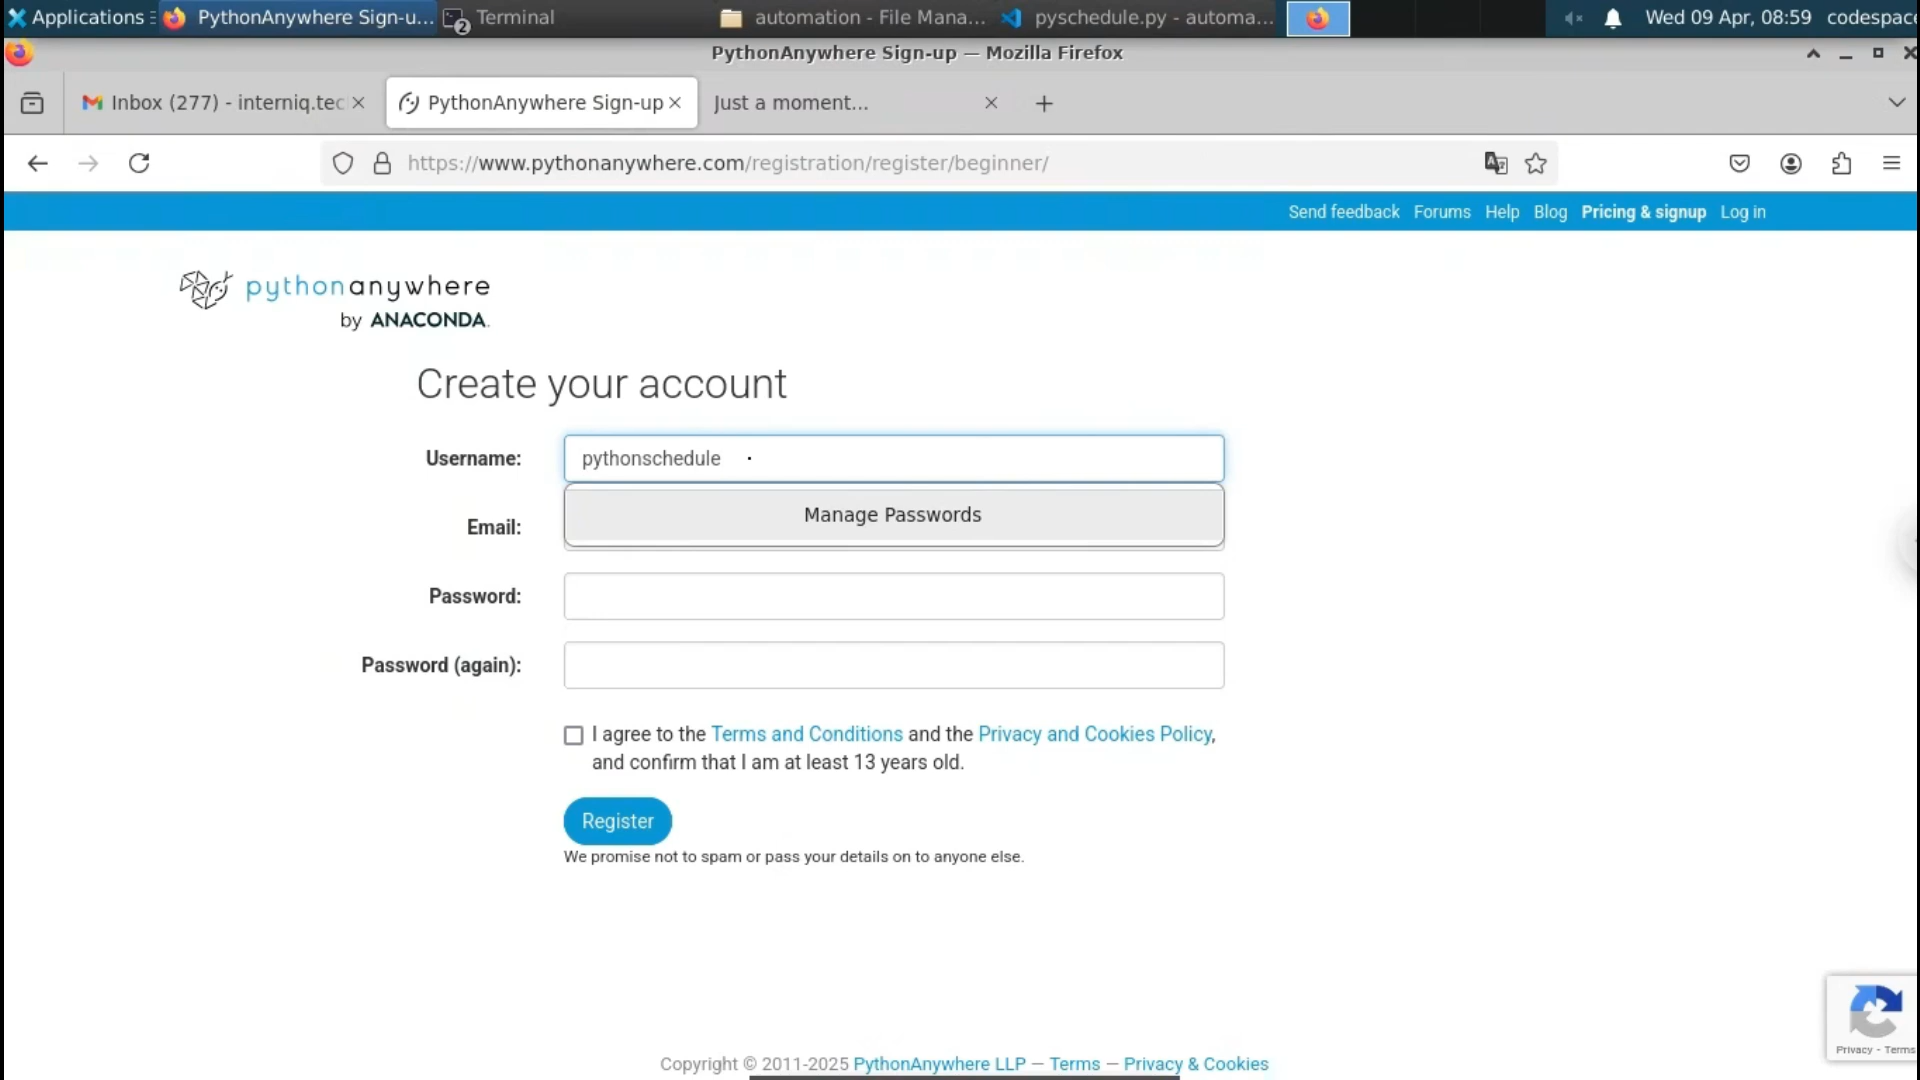 Applications
PythonAnywhere Sign-u...
2
Terminal
automation - File Mana...
pyschedule.py - automa...
Wed 09 Apr, 08:59
codespace
PythonAnywhere Sign-up — Mozilla Firefox
Inbox (277) - interniq.tec
PythonAnywhere Sign-up
Just a moment...
https://www.pythonanywhere.com/registration/register/beginner/
Send feedback Forums Help Blog Pricing & signup Log in
pythonanywhere
by ANACONDA.
Create your account
Username:
pythonschedule
Manage Passwords
Email:
Password:
Password (again):
I agree to the Terms and Conditions and the Privacy and Cookies Policy,
and confirm that I am at least 13 years old.
Register
We promise not to spam or pass your details on to anyone else.
Privacy - Terms
Copyright © 2011-2025 PythonAnywhere LLP — Terms — Privacy & Cookies